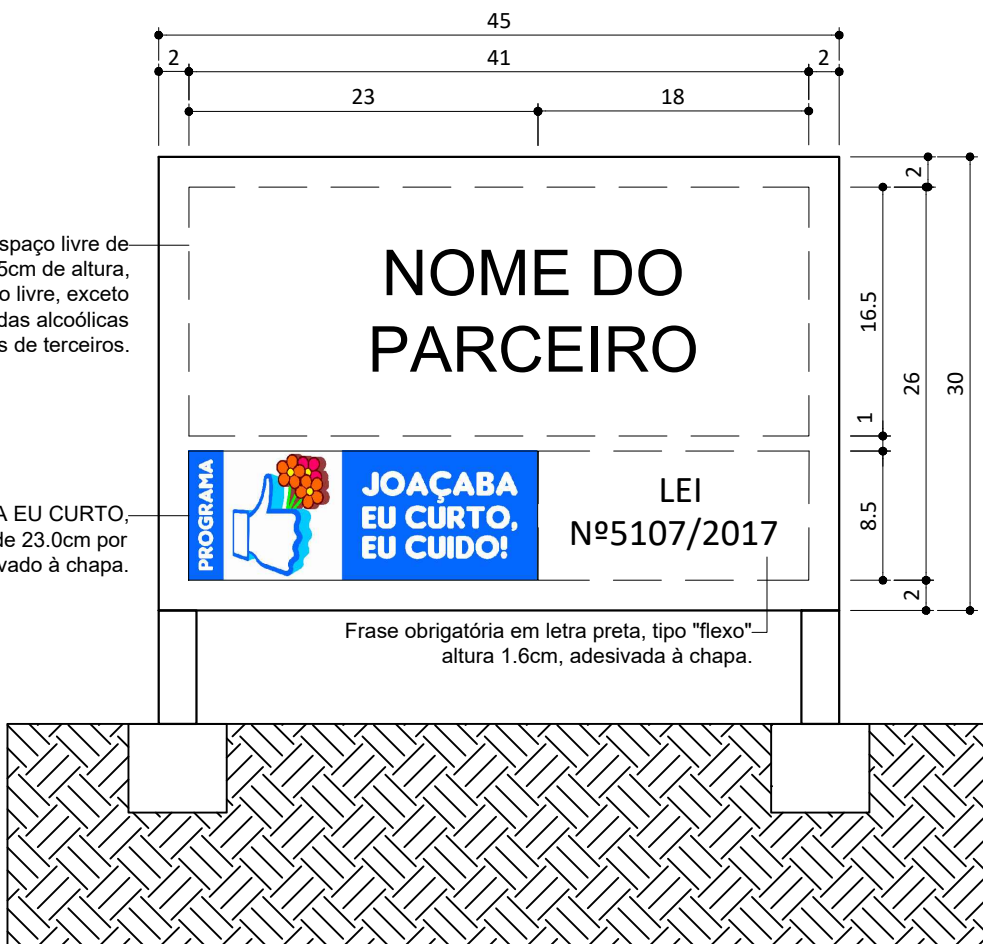 45
2
41
2
23
18
2
spaço livre de
5cm de altura,
o livre, exceto
das alcoólicas
s de terceiros.
NOME DO
PARCEIRO
16.5
26
30
1
A EU CURTO,
de 23.0cm por
vado à chapa.
PROGRAMA
JOAÇABA
EU CURTO,
EU CUIDO!
LEI
Nº5107/2017
8.5
2
Frase obrigatória em letra preta, tipo "flexo"
altura 1.6cm, adesivada à chapa.